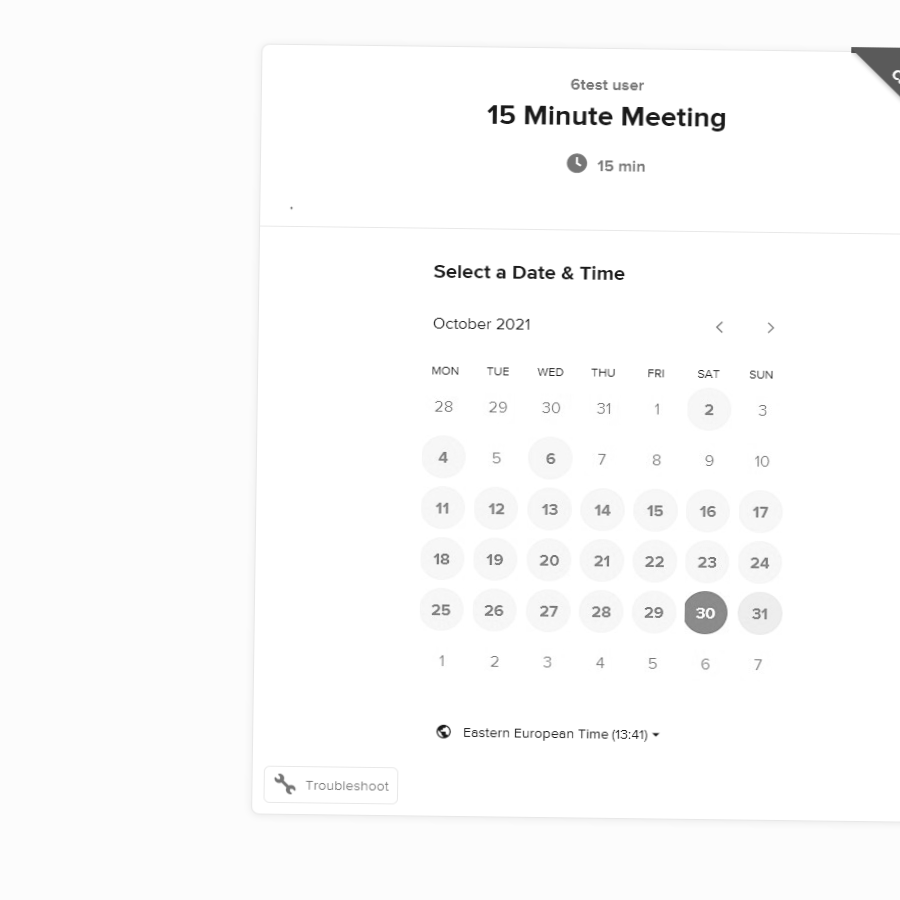 6test user
15 Minute Meeting
15 min
.
Select a Date & Time
October 2021
MON TUE WED THU FRI SAT SUN
28 29 30 31 1 2 3
4 5 6 7 8 9 10
11 12 13 14 15 16 17
18 19 20 21 22 23 24
25 26 27 28 29 30 31
1 2 3 4 5 6 7
Eastern European Time (13:41)
Troubleshoot